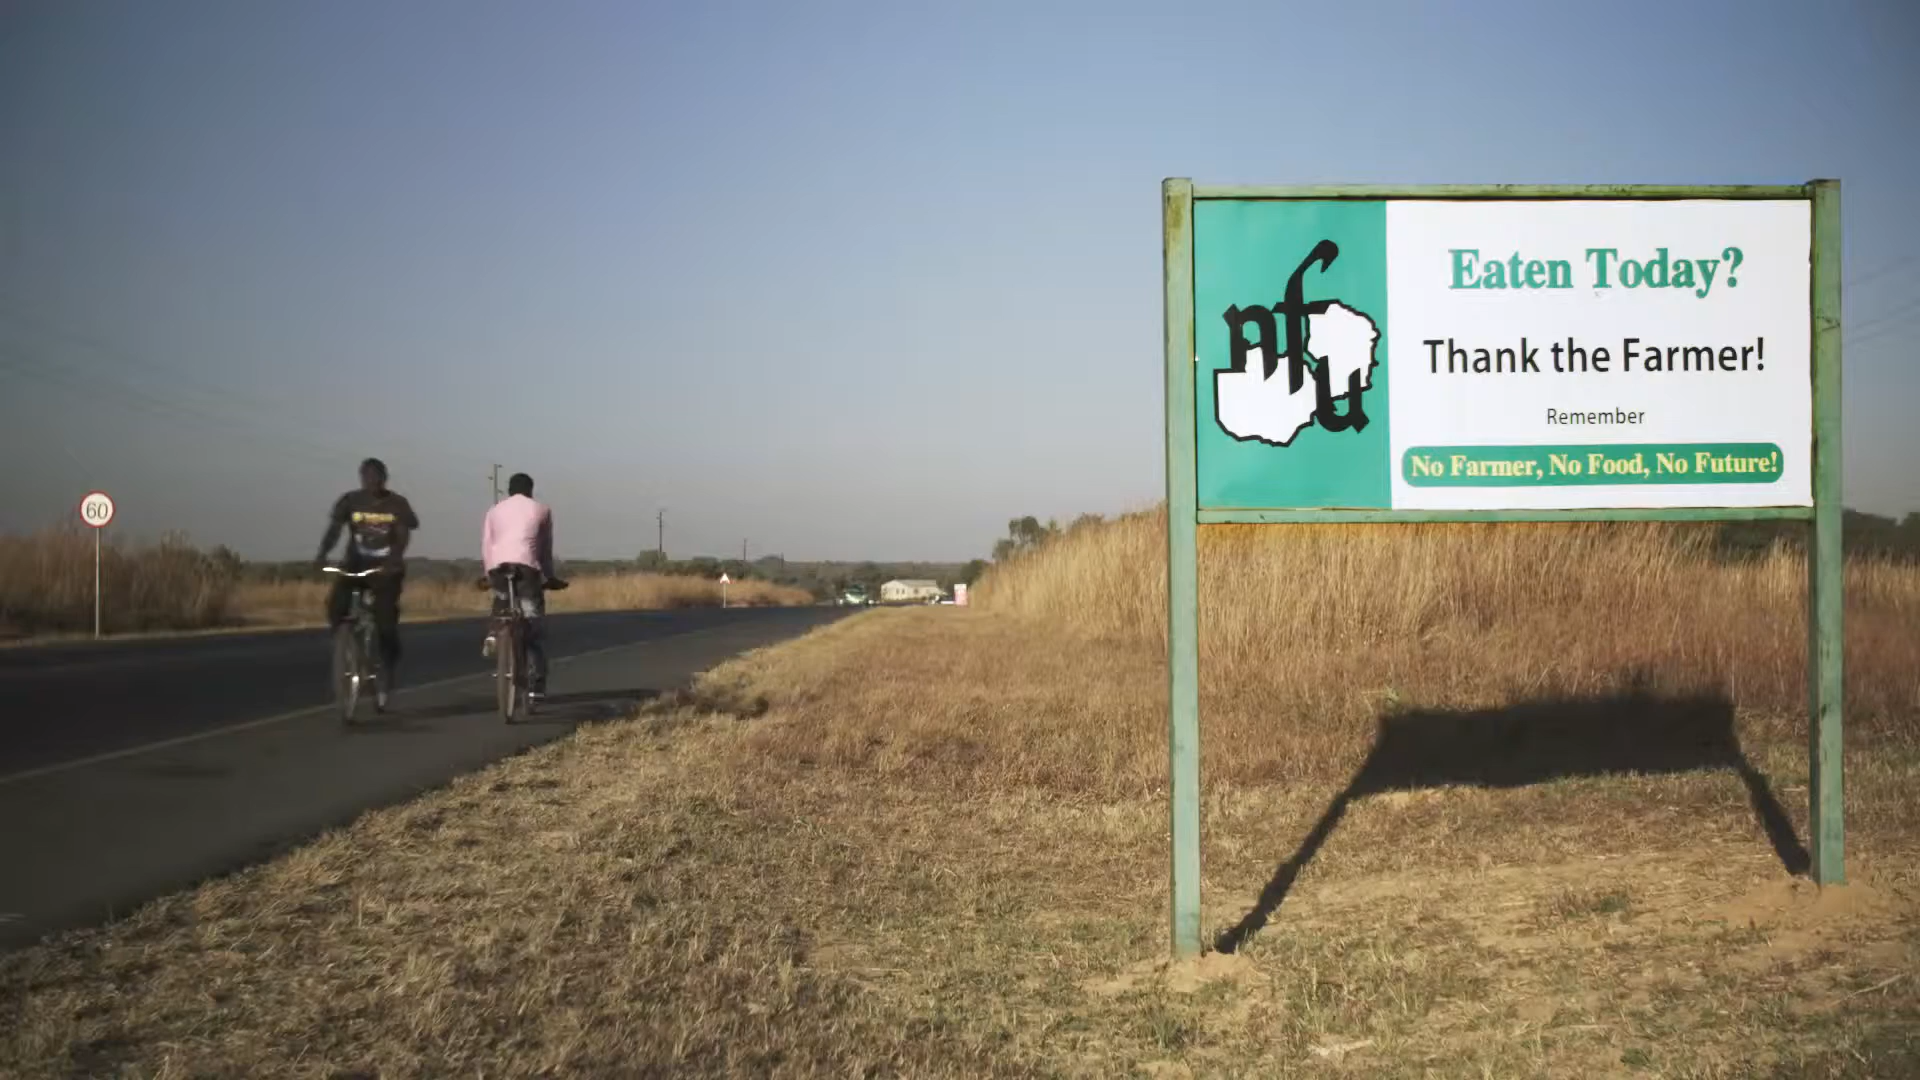 nfu
Eaten Today?
Thank the Farmer!
Remember
No Farmer, No Food, No Future!
60